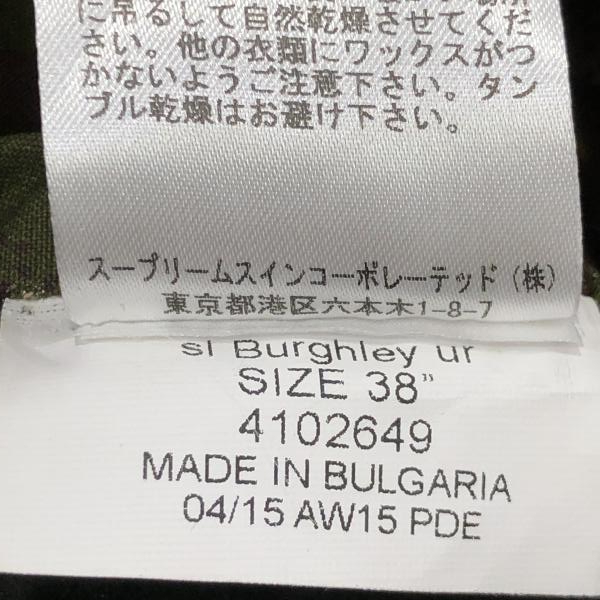 に吊るして自然乾燥させてくだ
さい。他の衣類にワックスがつ
かないようご注意下さい。タン
ブル乾燥はお避け下さい。
スープリームスインコーポレーテッド（株）
東京都港区六本木1-8-7
sl Burghley ur
SIZE 38"
4102649
MADE IN BULGARIA
04/15 AW15 PDE